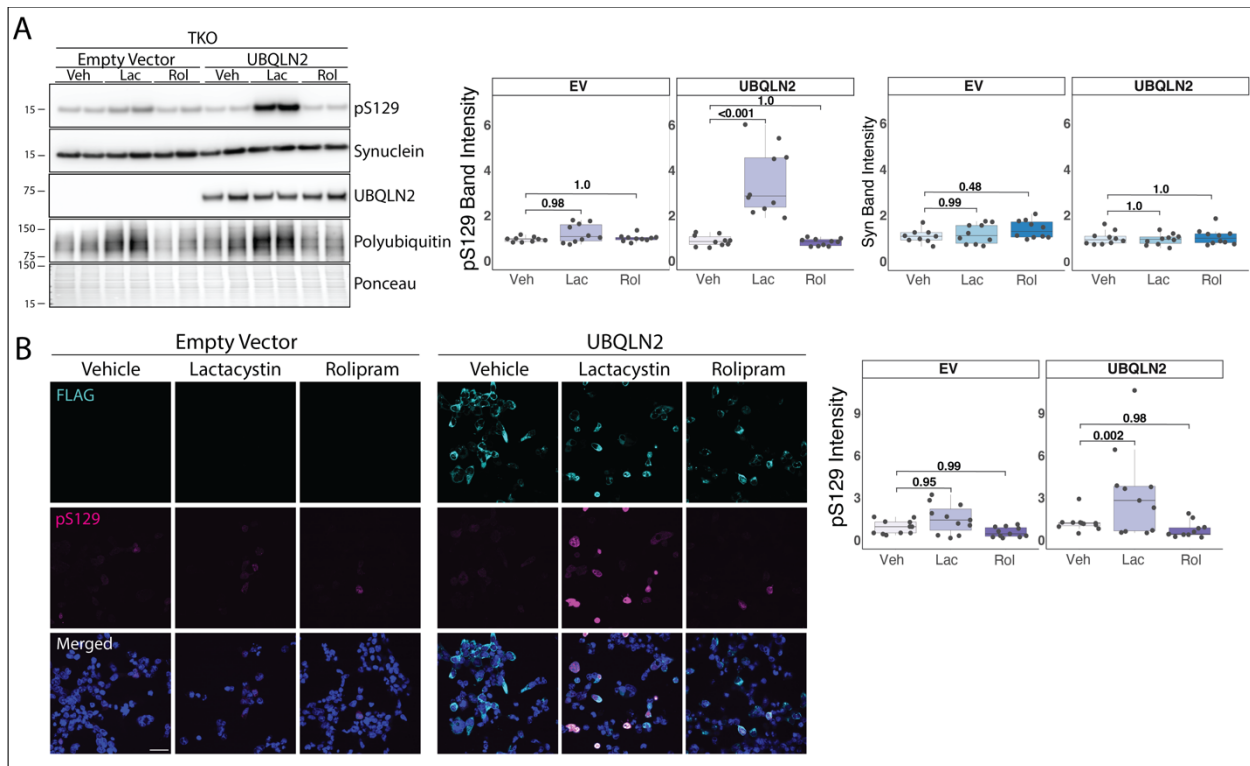 A
TKO
Empty Vector UBQLN2
Veh Lac Rol Veh Lac Rol
15 pS129
15 Synuclein
75 UBQLN2
150
75 Polyubiquitin
150
Ponceau
15
EV UBQLN2
pS129 Band Intensity
6
4
2
0
0.98
1.0
<0.001
1.0
Veh Lac Rol Veh Lac Rol
EV UBQLN2
Syn Band Intensity
6
4
2
0
0.99
0.48
1.0
1.0
Veh Lac Rol Veh Lac Rol
B
Empty Vector UBQLN2
Vehicle Lactacystin Rolipram Vehicle Lactacystin Rolipram
FLAG
pS129
Merged
EV UBQLN2
pS129 Intensity
9
6
3
0
0.95
0.99
0.002
0.98
Veh Lac Rol Veh Lac Rol